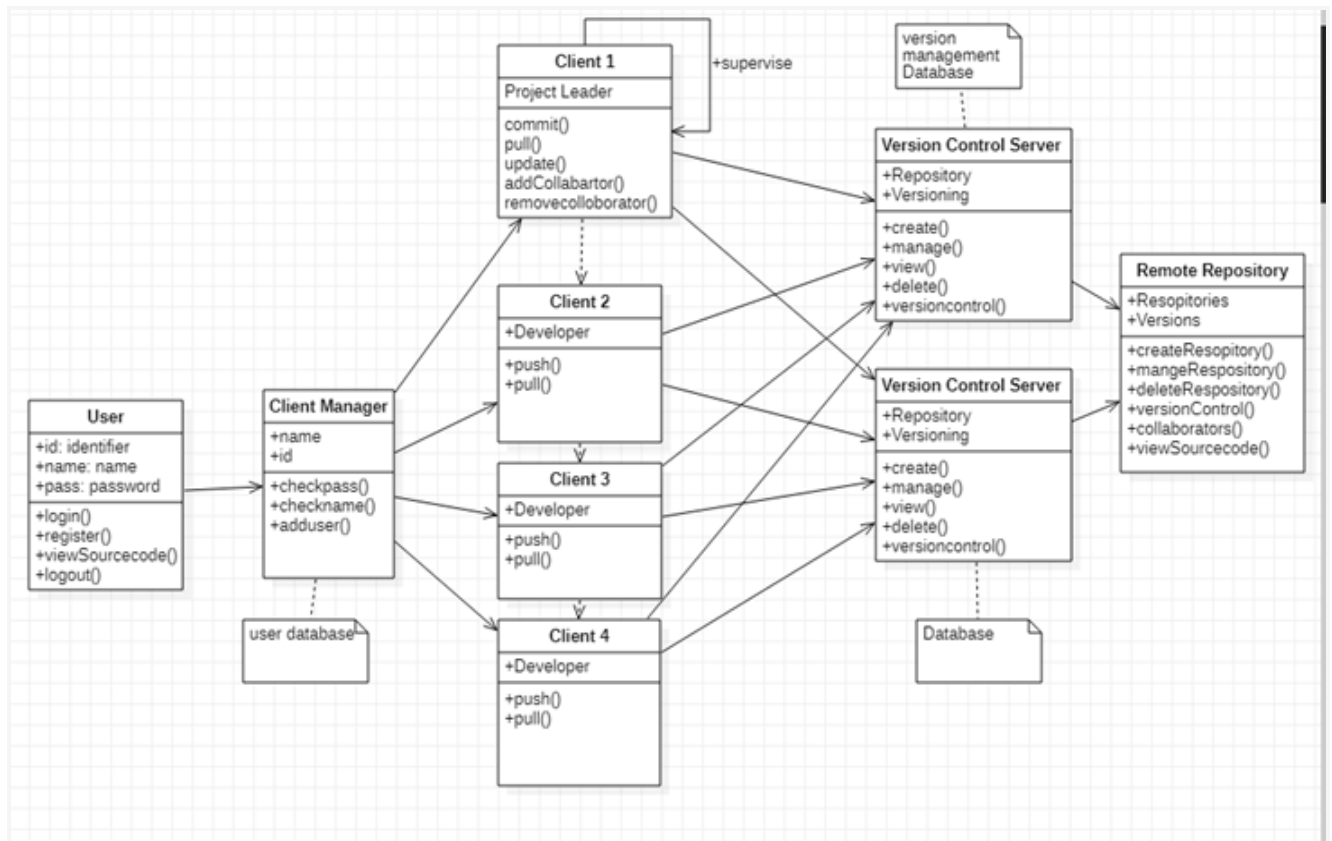 Client 1
Project Leader
commit()
pull()
update()
addCollabartor()
removecolloborator()
+supervise
version
management
Database
Version Control Server
+Repository
+Versioning
+create()
+manage()
+view()
+delete()
+versioncontrol()
Remote Repository
+Resopitories
+Versions
+createResopitory()
+mangeRespository()
+deleteRespository()
+versionControl()
+collaborators()
+viewSourcecode()
Client 2
+Developer
+push()
+pull()
Version Control Server
+Repository
+Versioning
+create()
+manage()
+view()
+delete()
+versioncontrol()
User
+id: identifier
+name: name
+pass: password
+login()
+register()
+viewSourcecode()
+logout()
Client Manager
+name
+id
+checkpass()
+checkname()
+adduser()
Client 3
+Developer
+push()
+pull()
user database
Client 4
+Developer
+push()
+pull()
Database